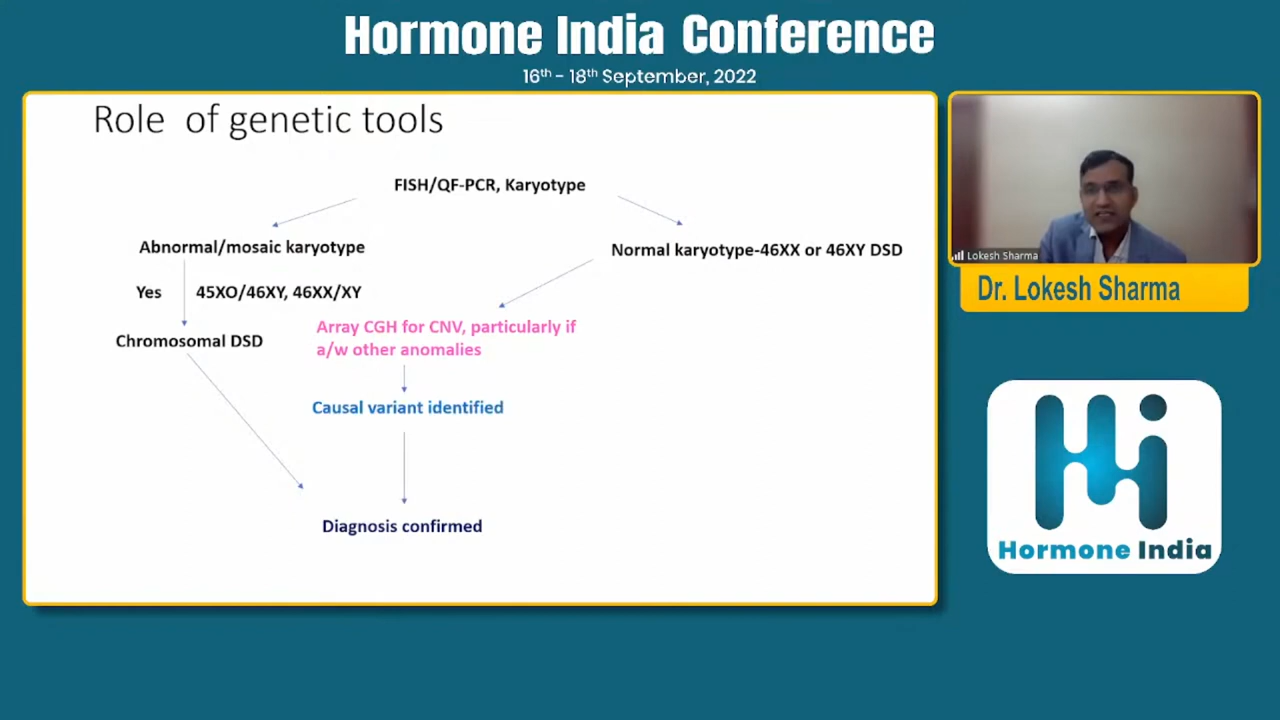 Hormone India Conference
16th - 18th September, 2022
Role of genetic tools
FISH/QF-PCR, Karyotype
Abnormal/mosaic karyotype
Normal karyotype-46XX or 46XY DSD
Yes
45XO/46XY, 46XX/XY
Chromosomal DSD
Array CGH for CNV, particularly if
a/w other anomalies
Causal variant identified
Diagnosis confirmed
Lokesh Sharma
Dr. Lokesh Sharma
Hi
Hormone India